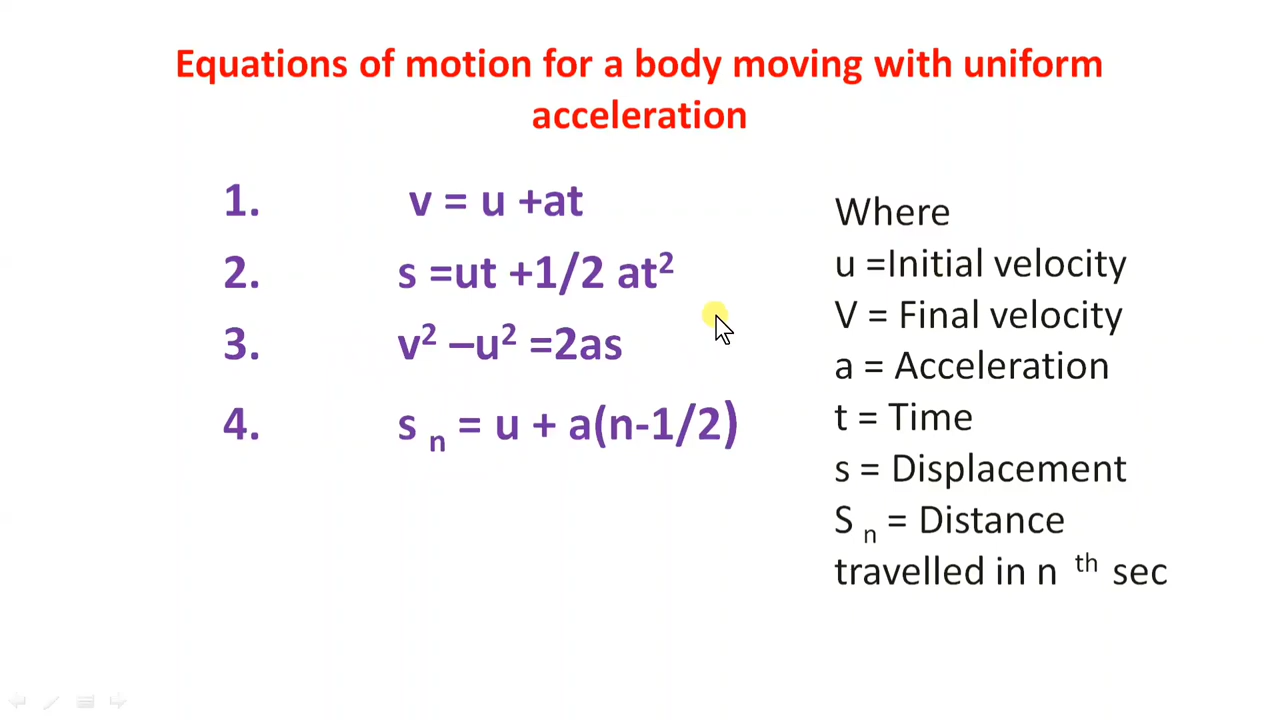 Equations of motion for a body moving with uniform
acceleration
1. v = u +at
2. s =ut +1/2 at²
3. v² –u² =2as
4. s n = u + a(n-1/2)
Where
u =Initial velocity
V = Final velocity
a = Acceleration
t = Time
s = Displacement
S n = Distance
travelled in n th sec